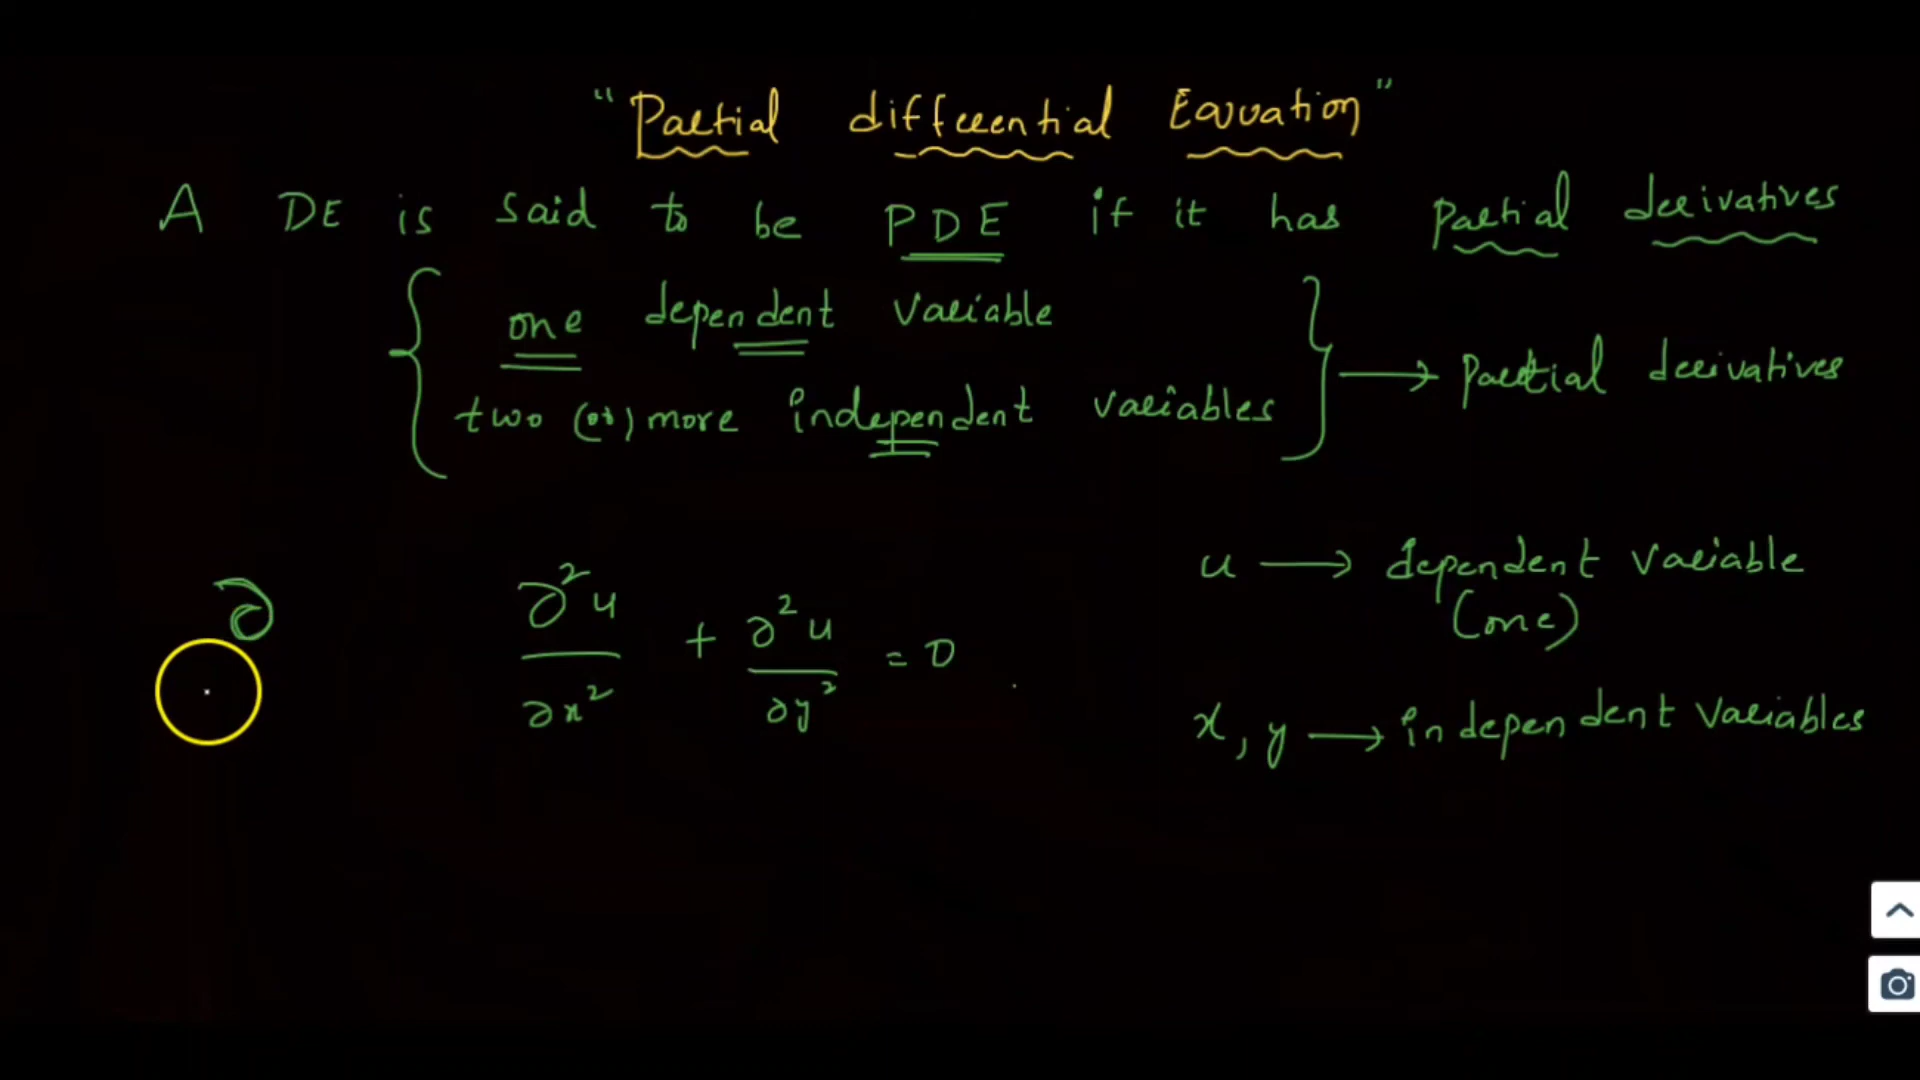 "Partial differential Equation"
A DE is said to be PDE if it has partial derivatives
{ one dependent variable
two (or) more independent variables } → partial derivatives
∂
∂²u/∂x² + ∂²u/∂y² = 0.
u → dependent variable
(one)
x, y → independent variables